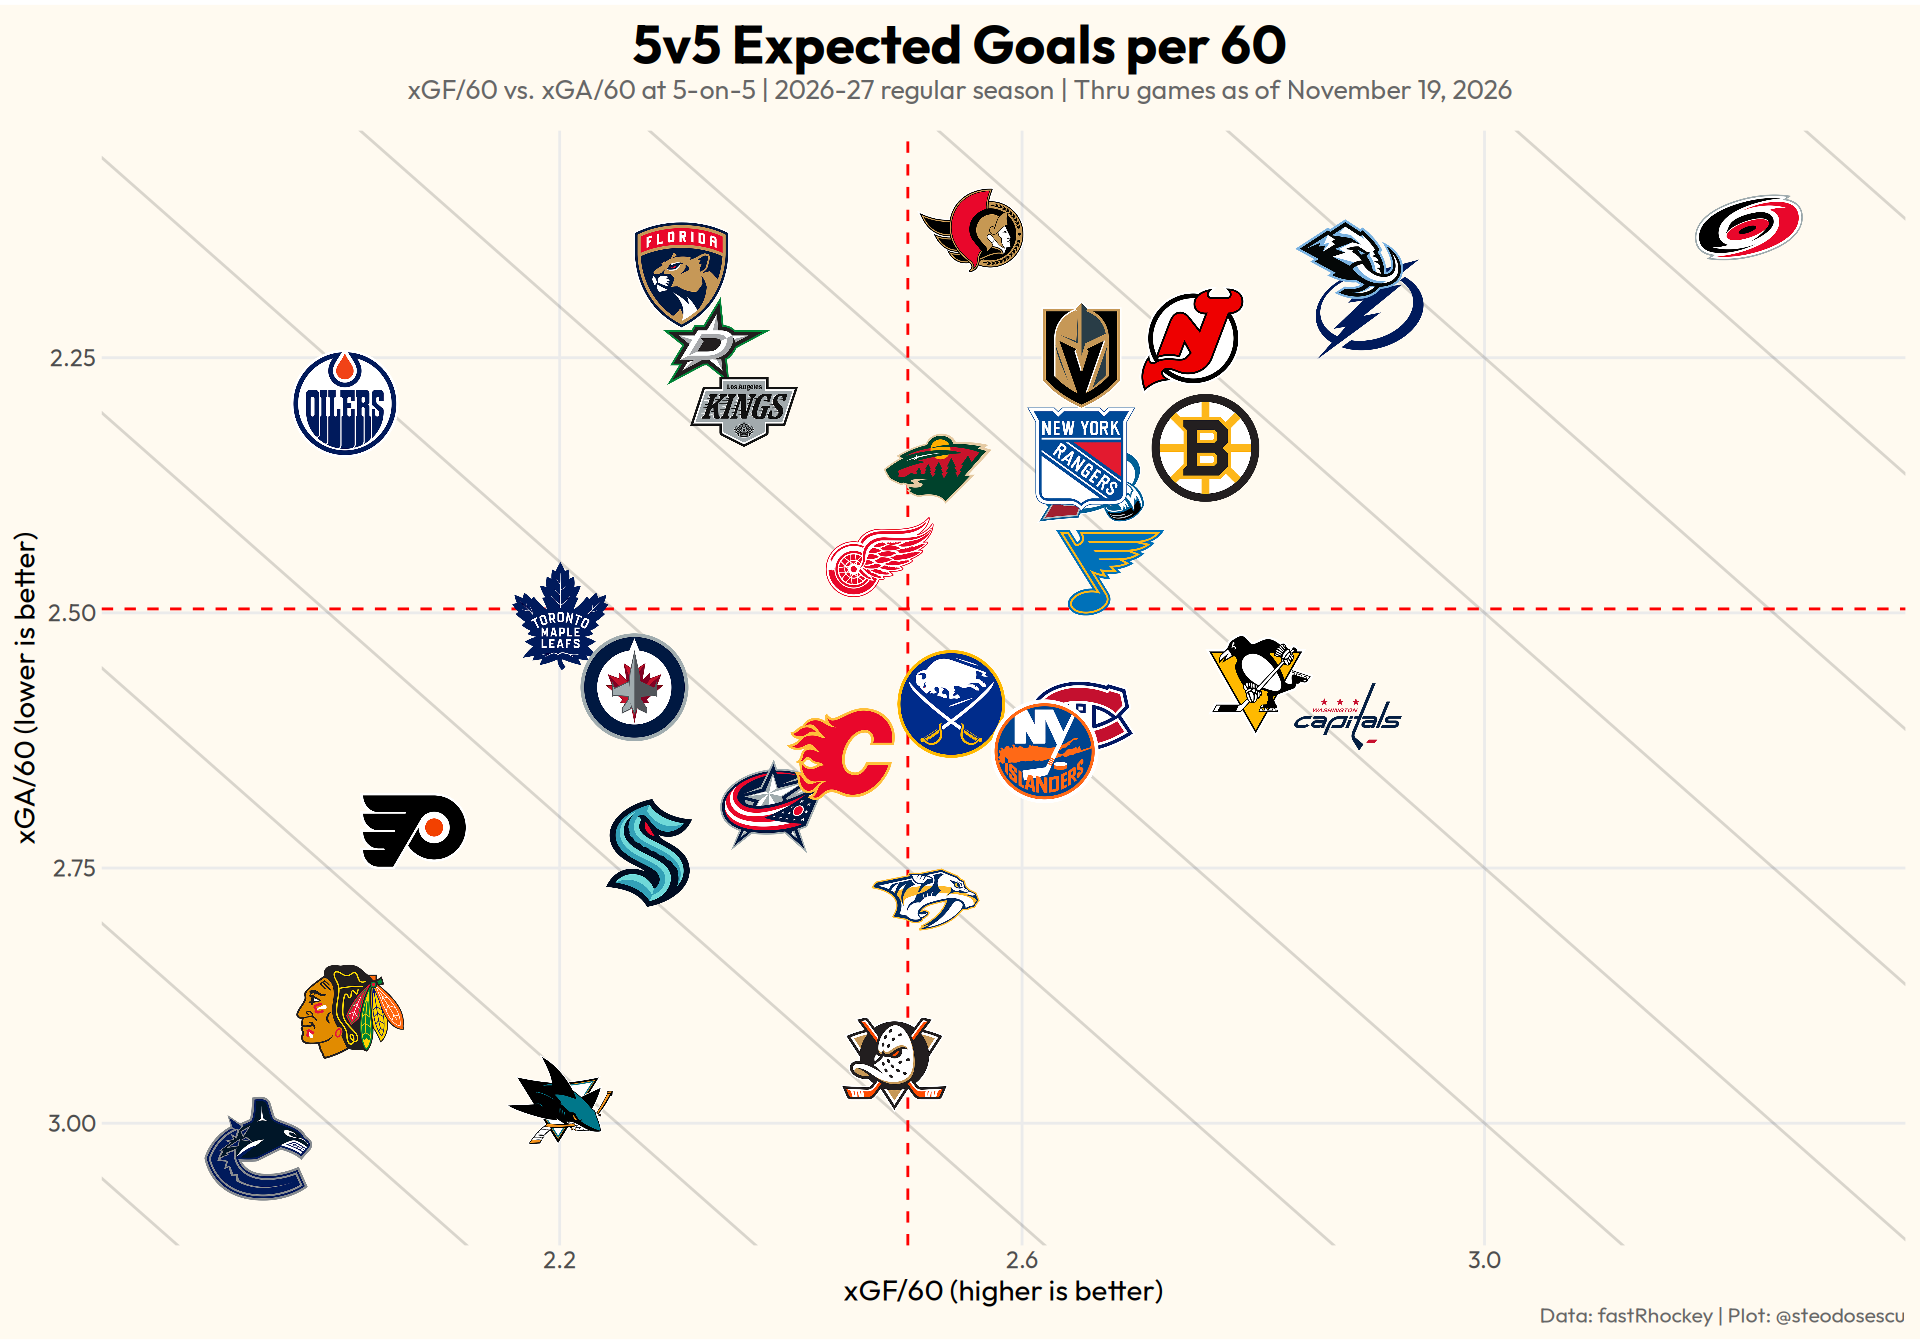 5v5 Expected Goals per 60
xGF/60 vs. xGA/60 at 5-on-5 | 2026-27 regular season | Thru games as of November 19, 2026
xGA/60 (lower is better)
2.25
2.50
2.75
3.00
FLORIDA
OILERS
D
Los Angeles
KINGS
V
NEW YORK
RANGERS
B
TORONTO
MAPLE
LEAFS
C
NY
ISLANDERS
WASHINGTON
capitals
2.2
2.6
3.0
xGF/60 (higher is better)
Data: fastRhockey | Plot: @steodosescu